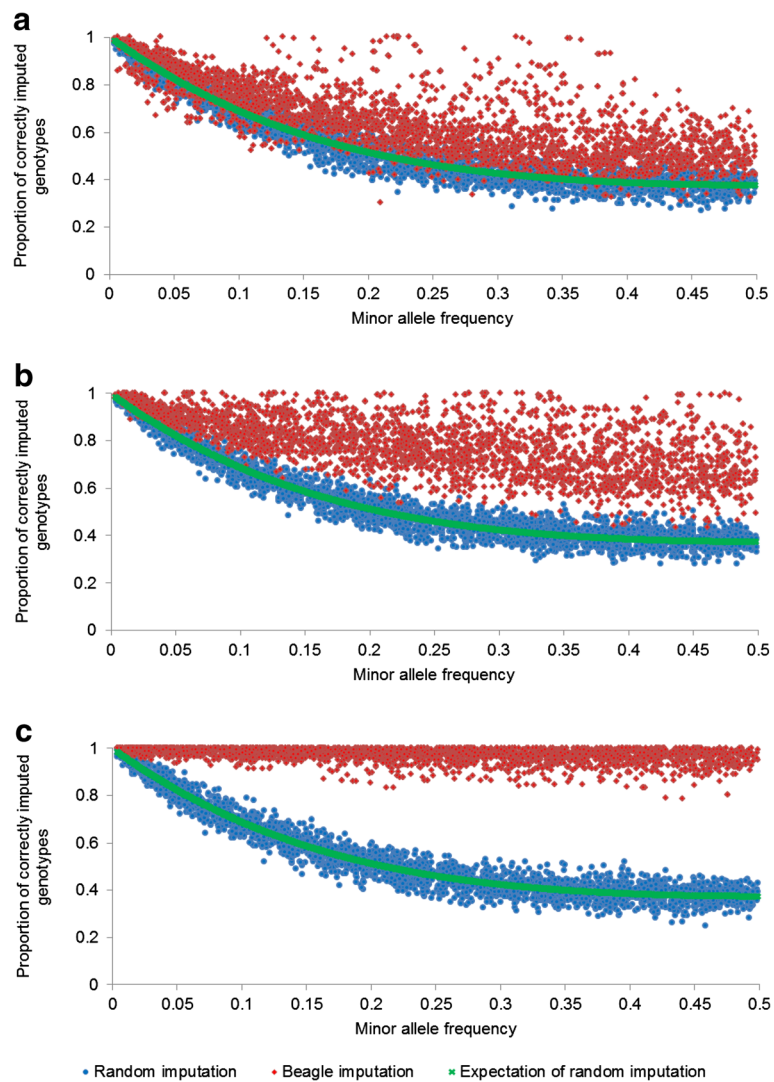 a
Proportion of correctly imputed
genotypes
1
0.8
0.6
0.4
0.2
0
0 0.05 0.1 0.15 0.2 0.25 0.3 0.35 0.4 0.45 0.5
Minor allele frequency
b
Proportion of correctly imputed
genotypes
1
0.8
0.6
0.4
0.2
0
0 0.05 0.1 0.15 0.2 0.25 0.3 0.35 0.4 0.45 0.5
Minor allele frequency
c
Proportion of correctly imputed
genotypes
1
0.8
0.6
0.4
0.2
0
0 0.05 0.1 0.15 0.2 0.25 0.3 0.35 0.4 0.45 0.5
Minor allele frequency
Random imputation Beagle imputation Expectation of random imputation